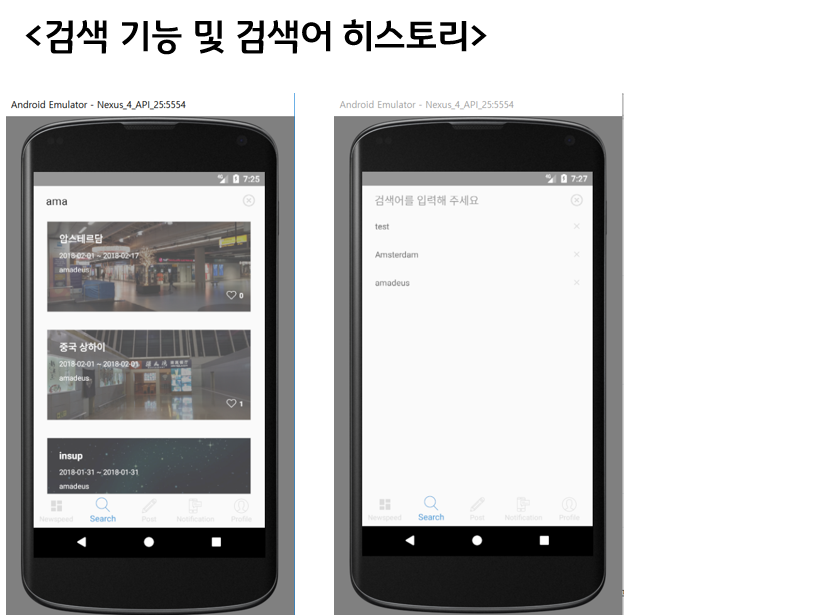 <검색 기능 및 검색어 히스토리>
Android Emulator - Nexus_4_API_25:5554
7:25
ama
암스테르담
2018-02-01 ~ 2018-02-17
amadeus
0
중국 상하이
2018-02-01 ~ 2018-02-03
amadeus
1
insup
2018-01-31 ~ 2018-01-31
amadeus
Newspeed Search Post Notification Profile
Android Emulator - Nexus_4_API_25:5554
7:27
검색어를 입력해 주세요
test
Amsterdam
amadeus
Newspeed Search Post Notification Profile